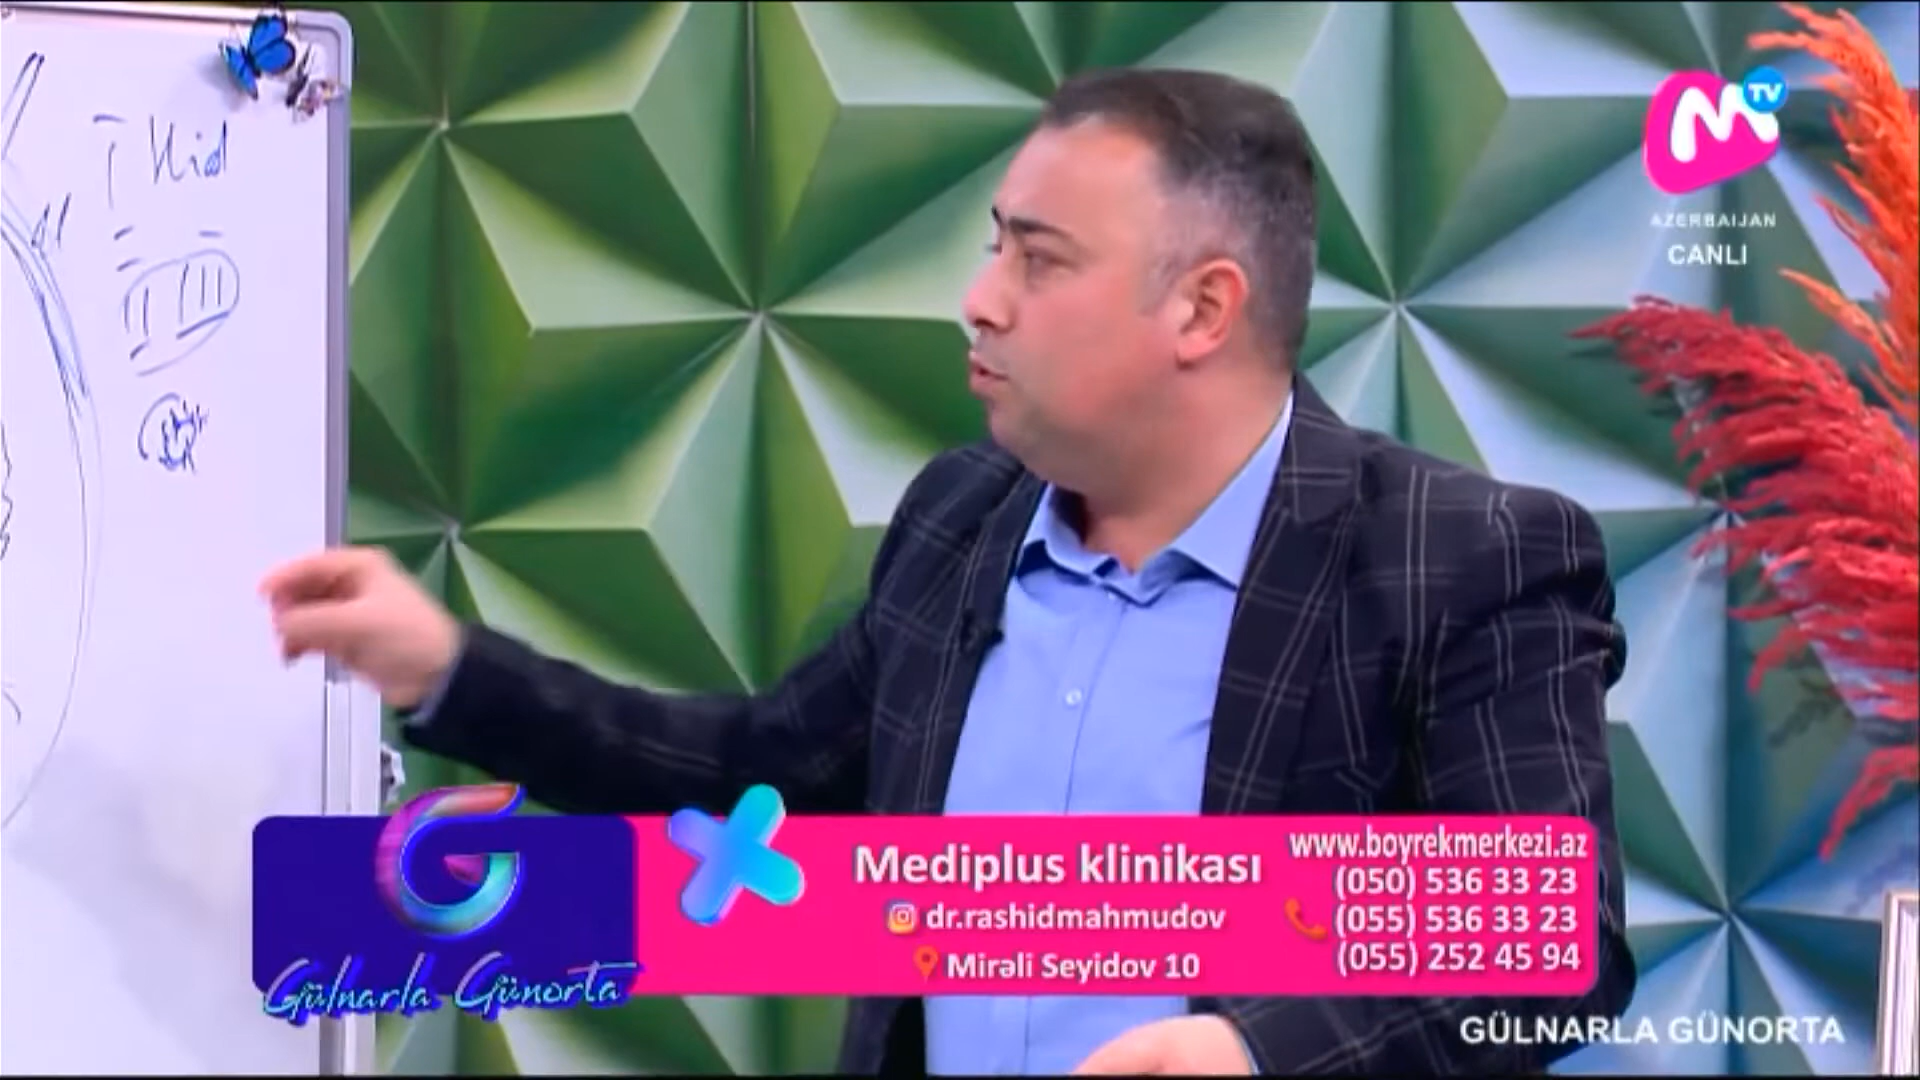 Hid
M TV
AZERBAIJAN
CANLI
Mediplus klinikası
dr.rashidmahmudov
Mirəli Seyidov 10
www.boyrekmerkezi.az
(050) 536 33 23
(055) 536 33 23
(055) 252 45 94
G
Gülnarla Günorta
GÜLNARLA GÜNORTA